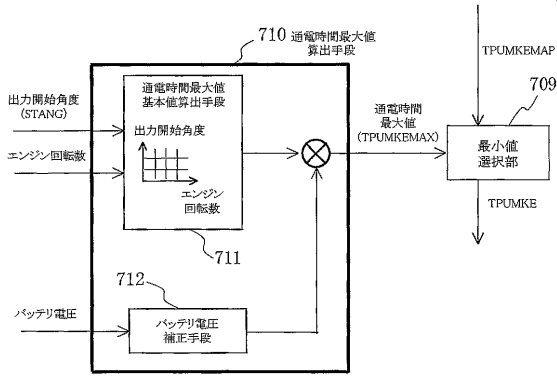 710 通電時間最大値
算出手段
TPUMKEMAP
709
通電時間最大値
基本値算出手段
出力開始角度
(STANG)
エンジン回転数
出力開始角度
エンジン
回転数
711
通電時間
最大値
(TPUMKEMAX)
最小値
選択部
TPUMKE
712
バッテリ電圧
バッテリ電圧
補正手段